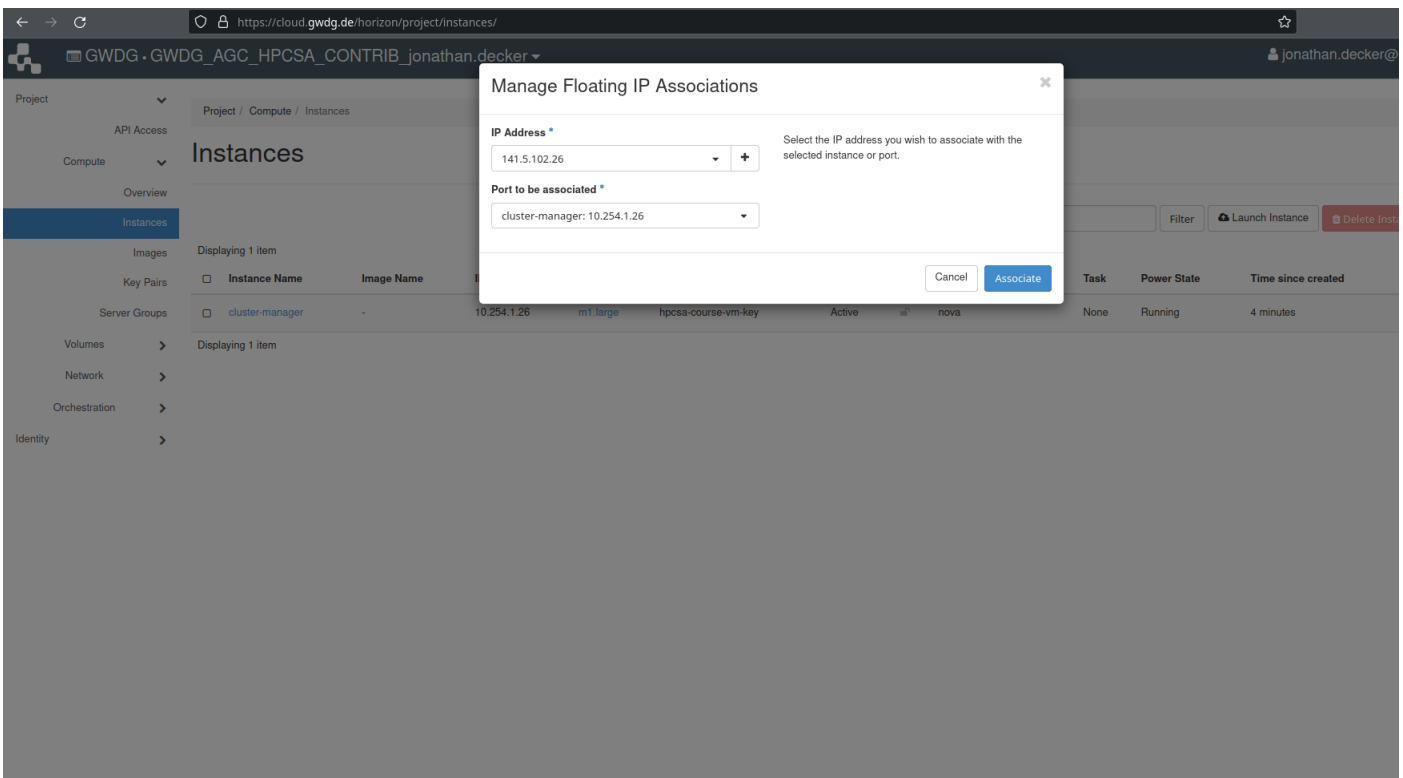 https://cloud.gwdg.de/horizon/project/instances/
GWDG • GWDG_AGC_HPCSA_CONTRIB_jonathan.decker
jonathan.decker@
Project
API Access
Compute
Overview
Instances
Images
Key Pairs
Server Groups
Volumes
Network
Orchestration
Identity
Project / Compute / Instances
Instances
Manage Floating IP Associations
IP Address *
141.5.102.26
Select the IP address you wish to associate with the
selected instance or port.
Port to be associated *
cluster-manager: 10.254.1.26
Cancel
Associate
Filter
Launch Instance
Delete Insta
Displaying 1 item
Instance Name Image Name Task Power State Time since created
cluster-manager - 10.254.1.26 m1.large hpcsa-course-vm-key Active nova None Running 4 minutes
Displaying 1 item